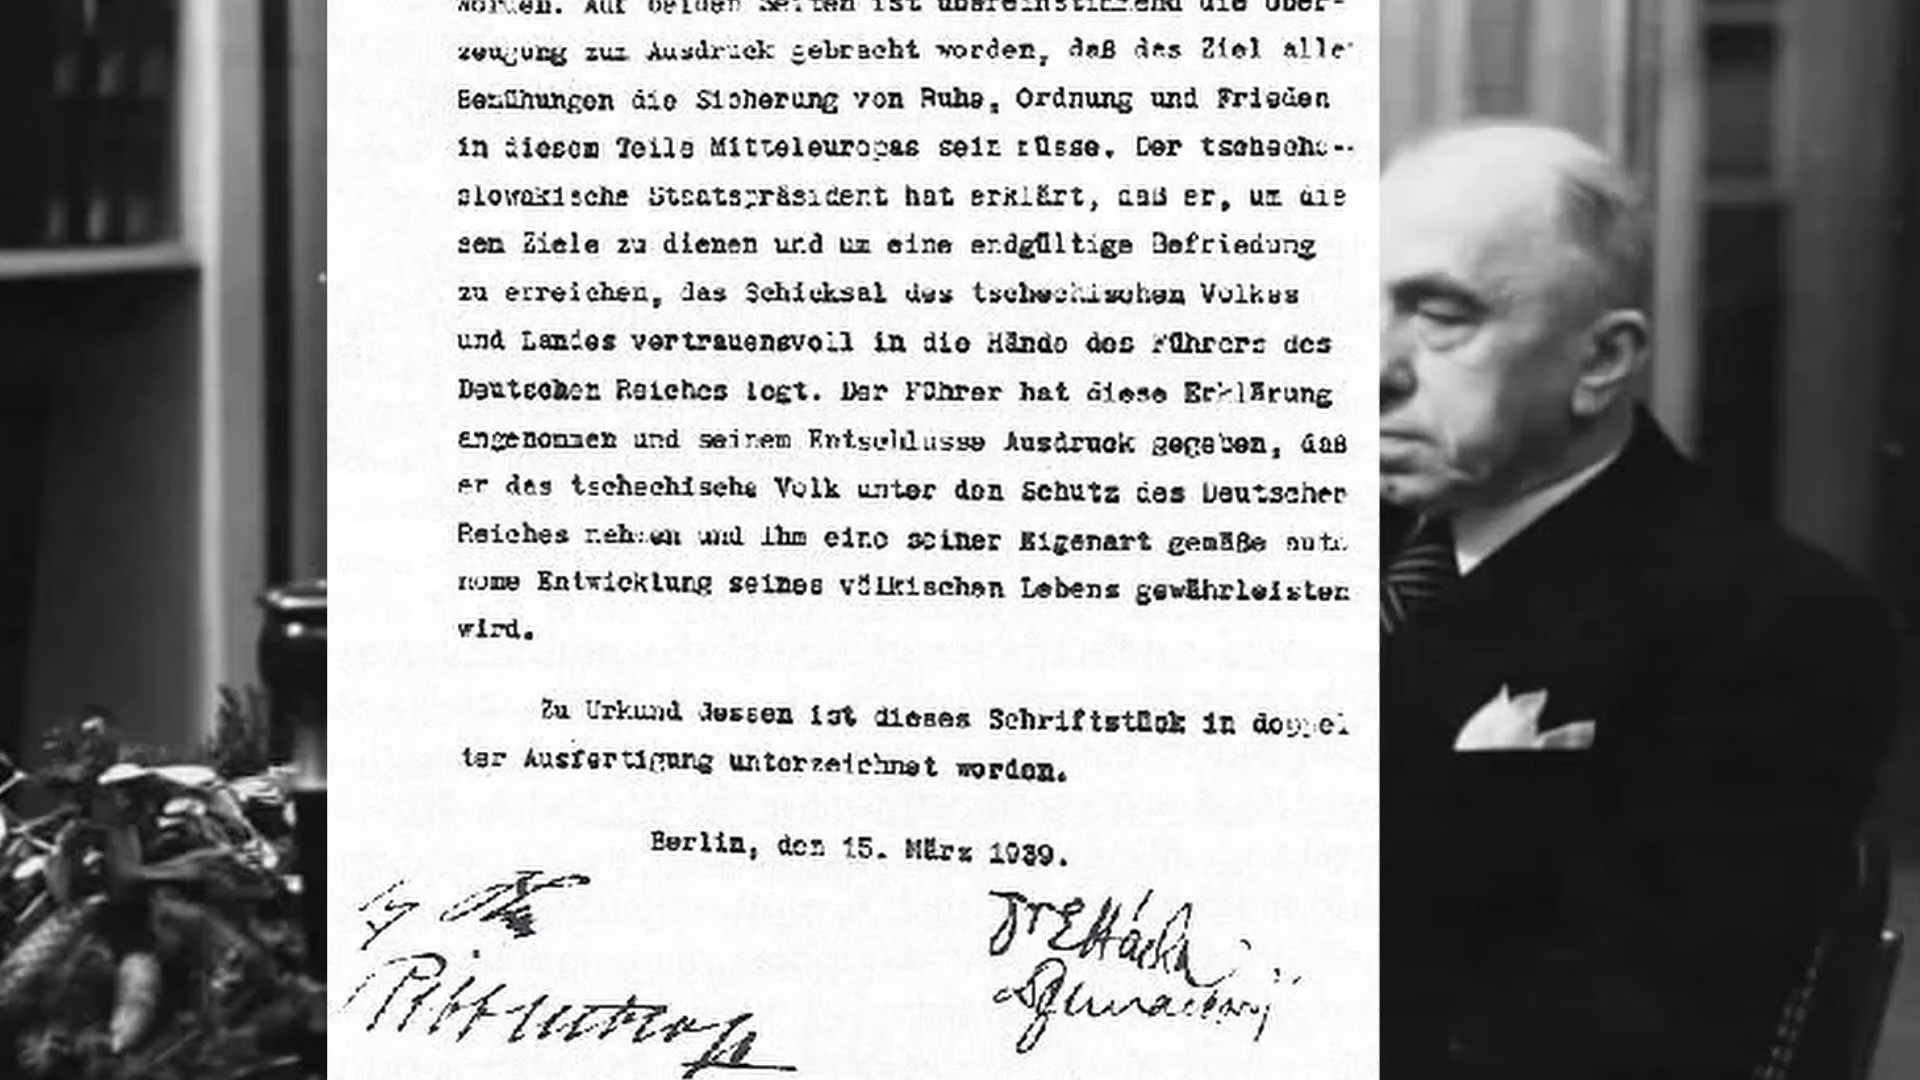 worden. Auf beiden Seiten ist übereinstimmend die Über-
zeugung zum Ausdruck gebracht worden, daß das Ziel aller
Bemühungen die Sicherung von Ruhe, Ordnung und Frieden
in diesem Teile Mitteleuropas sein müsse. Der tschecho-
slowakische Staatspräsident hat erklärt, daß er, um die
sen Ziele zu dienen und um eine endgültige Befriedung
zu erreichen, das Schicksal des tschechischen Volkes
und Landes vertrauensvoll in die Hände des Führers des
Deutschen Reiches legt. Der Führer hat diese Erklärung
angenommen und seinem Entschlusse Ausdruck gegeben, daß
er das tschechische Volk unter den Schutz des Deutschen
Reiches nehmen und ihm eine seiner Eigenart gemäße auto
nome Entwicklung seines völkischen Lebens gewährleisten
wird.
Zu Urkund dessen ist dieses Schriftstück in doppel
ter Ausfertigung unterzeichnet worden.
Berlin, den 15. März 1939.
Dr E Hácha
Ribbentrop